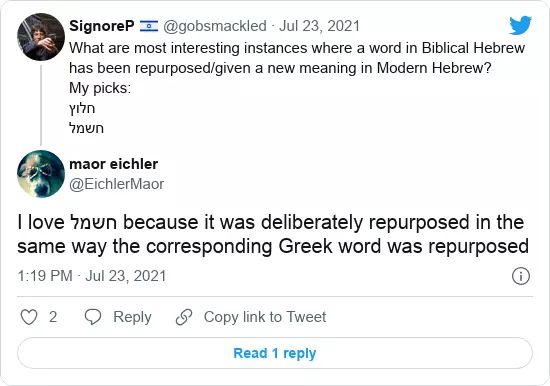 SignoreP 🇮🇱 @gobsmackled · Jul 23, 2021
What are most interesting instances where a word in Biblical Hebrew
has been repurposed/given a new meaning in Modern Hebrew?
My picks:
חלוץ
חשמל
maor eichler
@EichlerMaor
I love חשמל because it was deliberately repurposed in the
same way the corresponding Greek word was repurposed
1:19 PM · Jul 23, 2021
2 Reply Copy link to Tweet
Read 1 reply